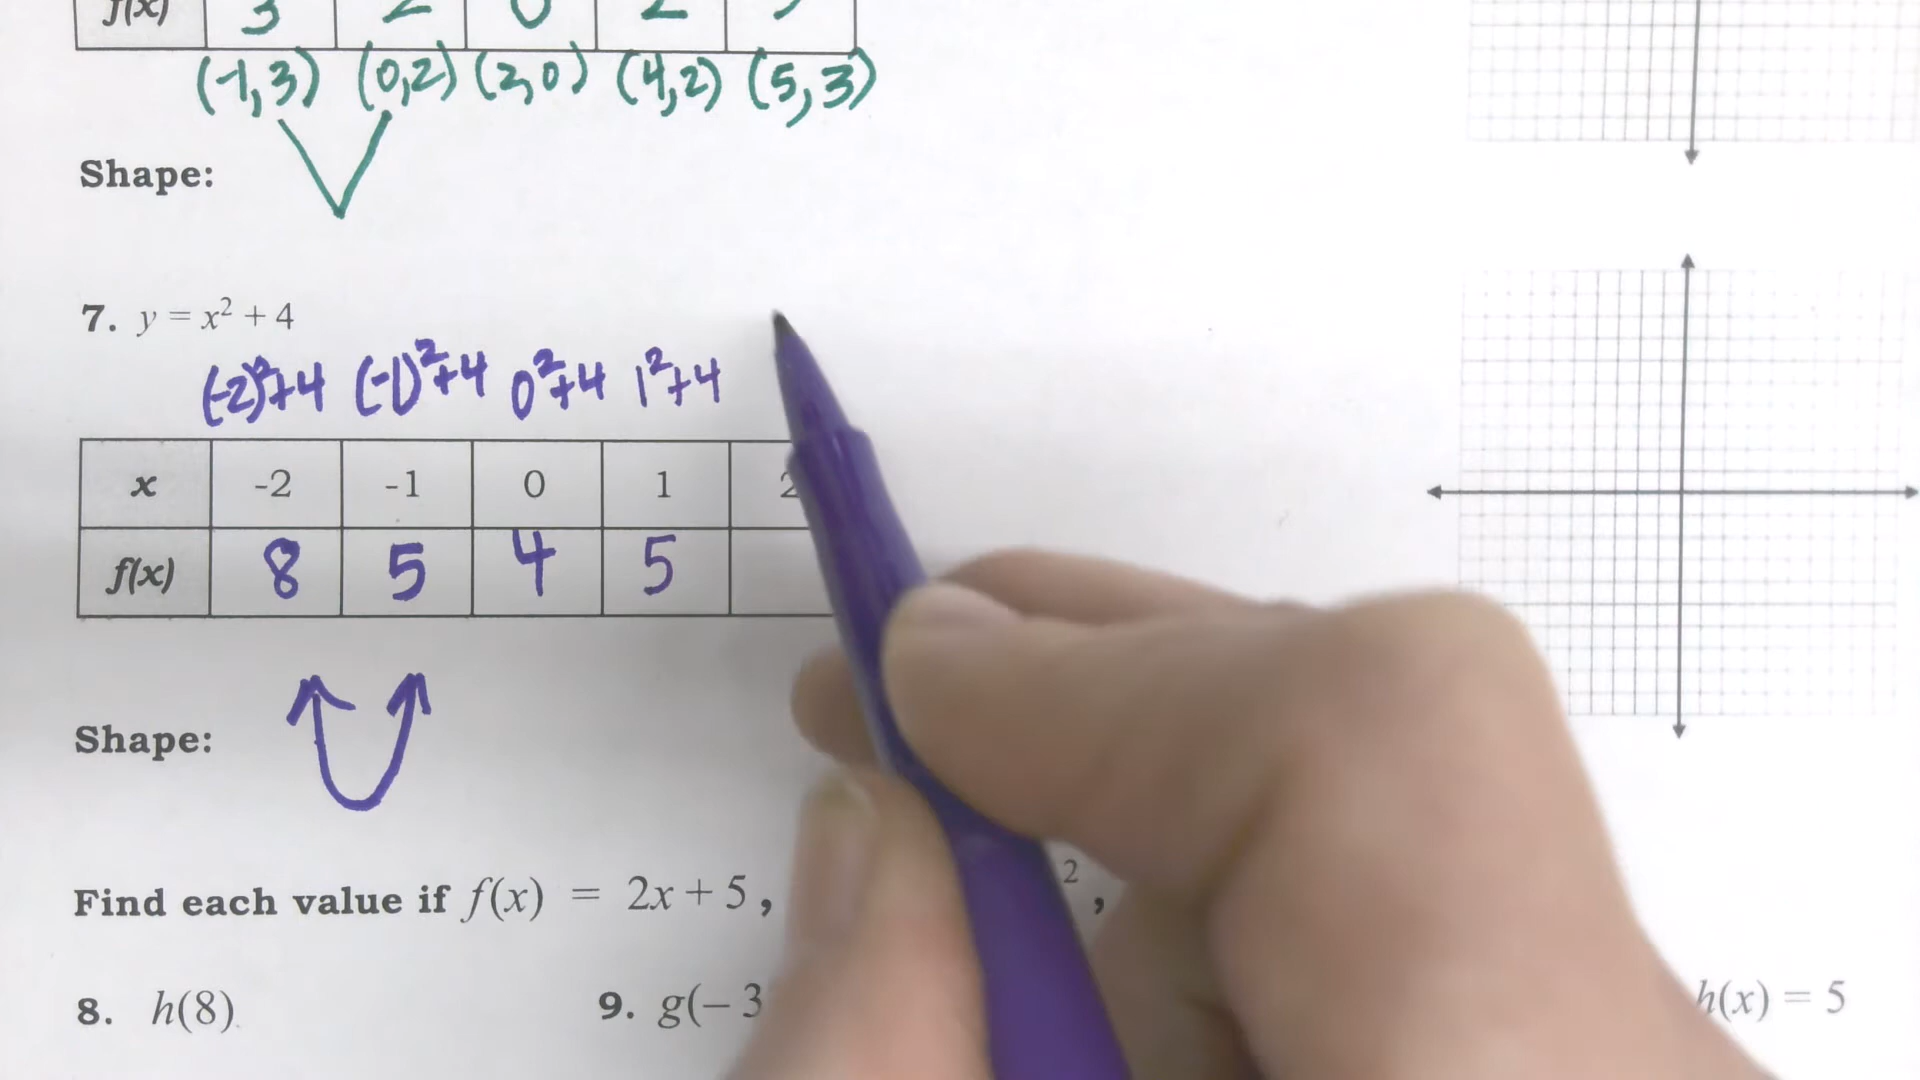 f(x) 3 2 0 2 3
(-1,3) (0,2) (2,0) (4,2) (5,3)
Shape:
7. y = x² + 4
(-2)²+4 (-1)²+4 0²+4 1²+4
x -2 -1 0 1 2
f(x) 8 5 4 5
Shape:
Find each value if f(x) = 2x + 5, ²,
8. h(8) 9. g(-3 h(x) = 5